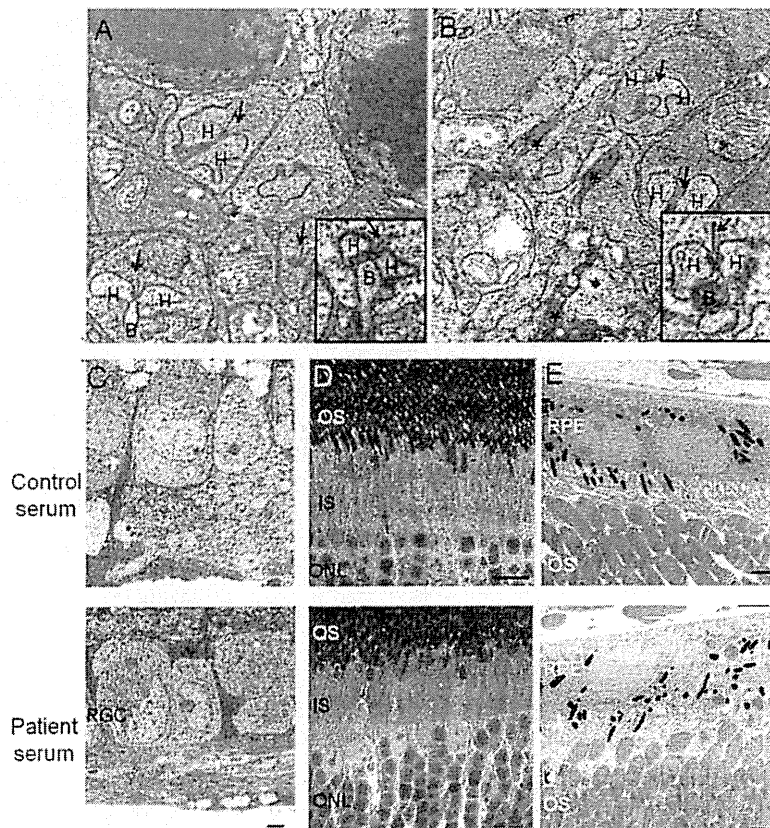 A
B
H
H
H
H
H
H
B
H
H
B
H
H
H
H
B
*
*
*
*
*
C
D
E
OS
IS
ONL
RPE
OS
Control
serum
RGC
OS
IS
ONL
OS
Patient
serum